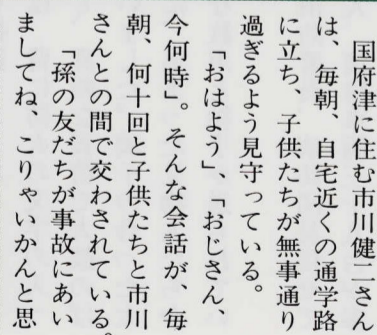 国府津に住む市川健二さん
は、毎朝、自宅近くの通学路
に立ち、子供たちが無事通り
過ぎるよう見守っている。
「おはよう」、「おじさん、
今何時」。そんな会話が、毎
朝、何十回と子供たちと市川
さんとの間で交わされている。
「孫の友だちが事故にあい
ましてね、こりゃいかんと思